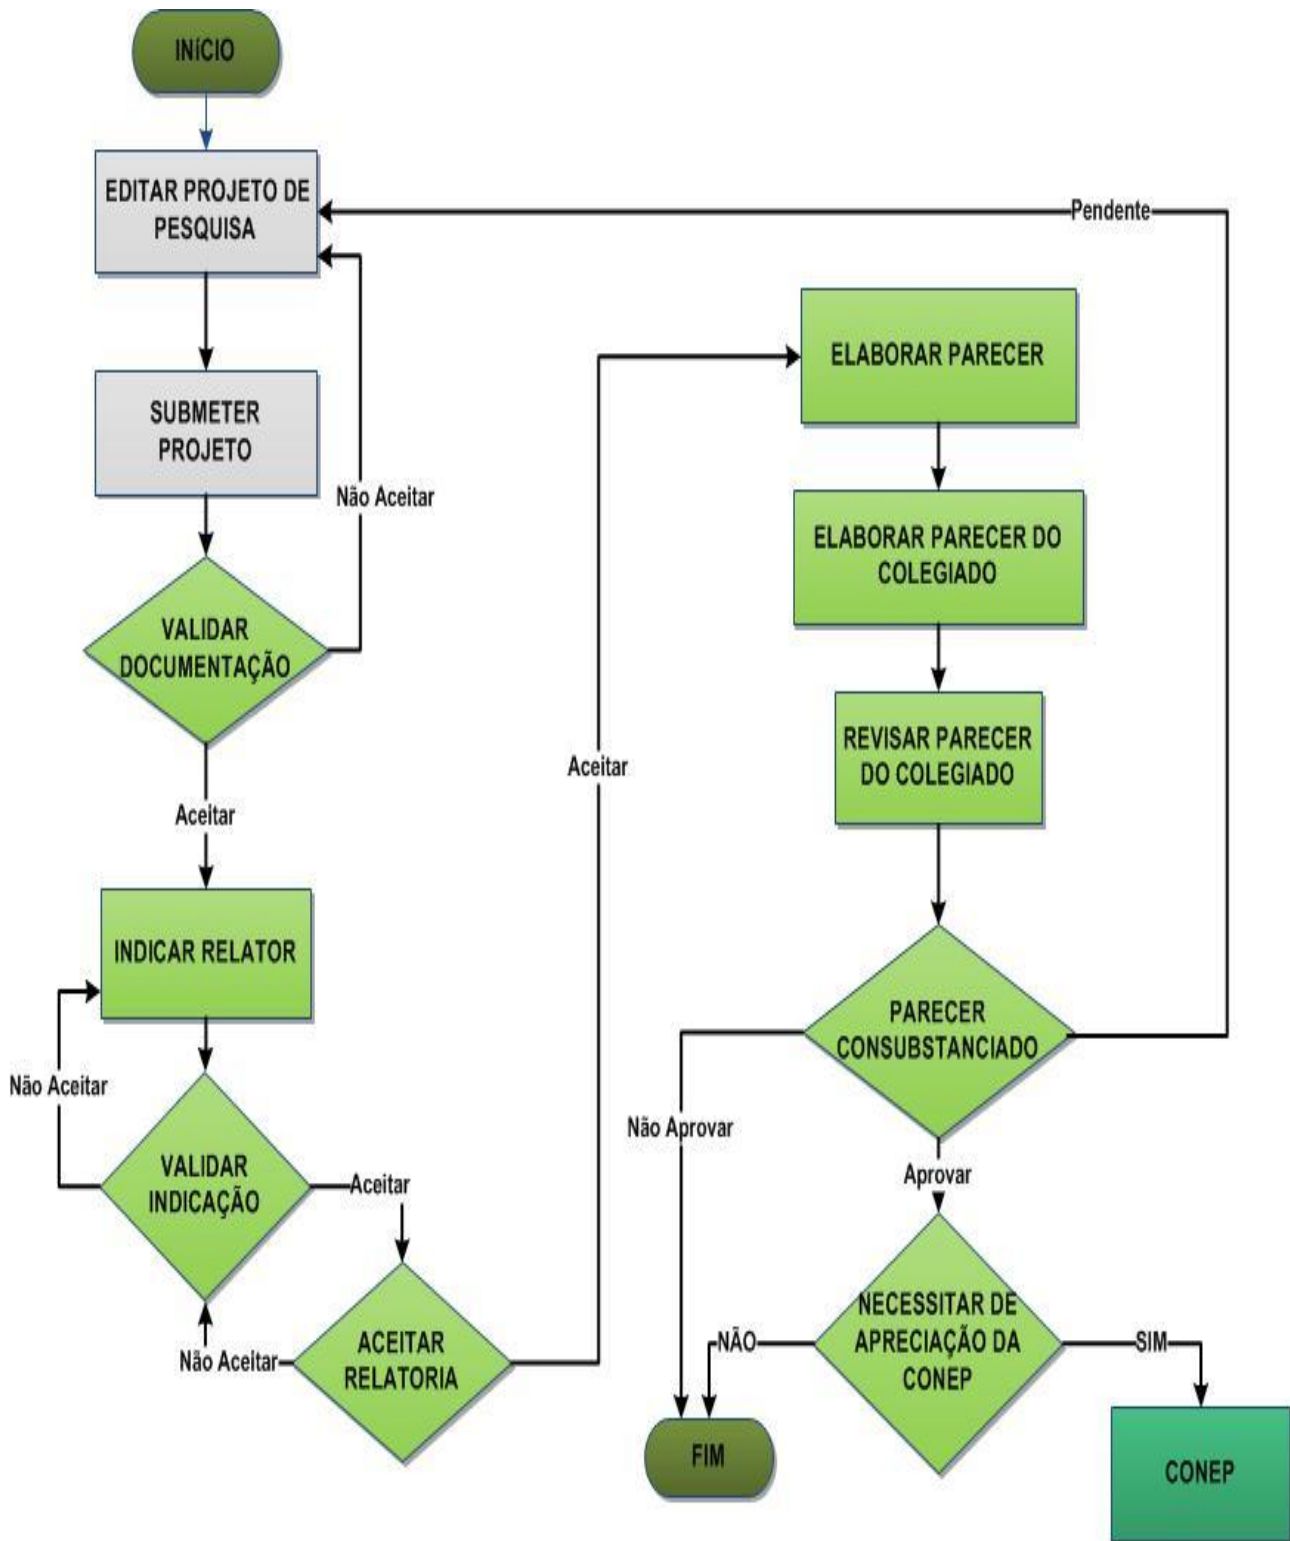 INÍCIO
EDITAR PROJETO DE
PESQUISA
SUBMETER
PROJETO
Não Aceitar
VALIDAR
DOCUMENTAÇÃO
Aceitar
INDICAR RELATOR
Não Aceitar
VALIDAR
INDICAÇÃO
Aceitar
Não Aceitar
ACEITAR
RELATORIA
Aceitar
Pendente
ELABORAR PARECER
ELABORAR PARECER DO
COLEGIADO
REVISAR PARECER
DO COLEGIADO
PARECER
CONSUBSTANCIADO
Não Aprovar
Aprovar
NECESSITAR DE
APRECIAÇÃO DA
CONEP
NÃO
SIM
FIM
CONEP